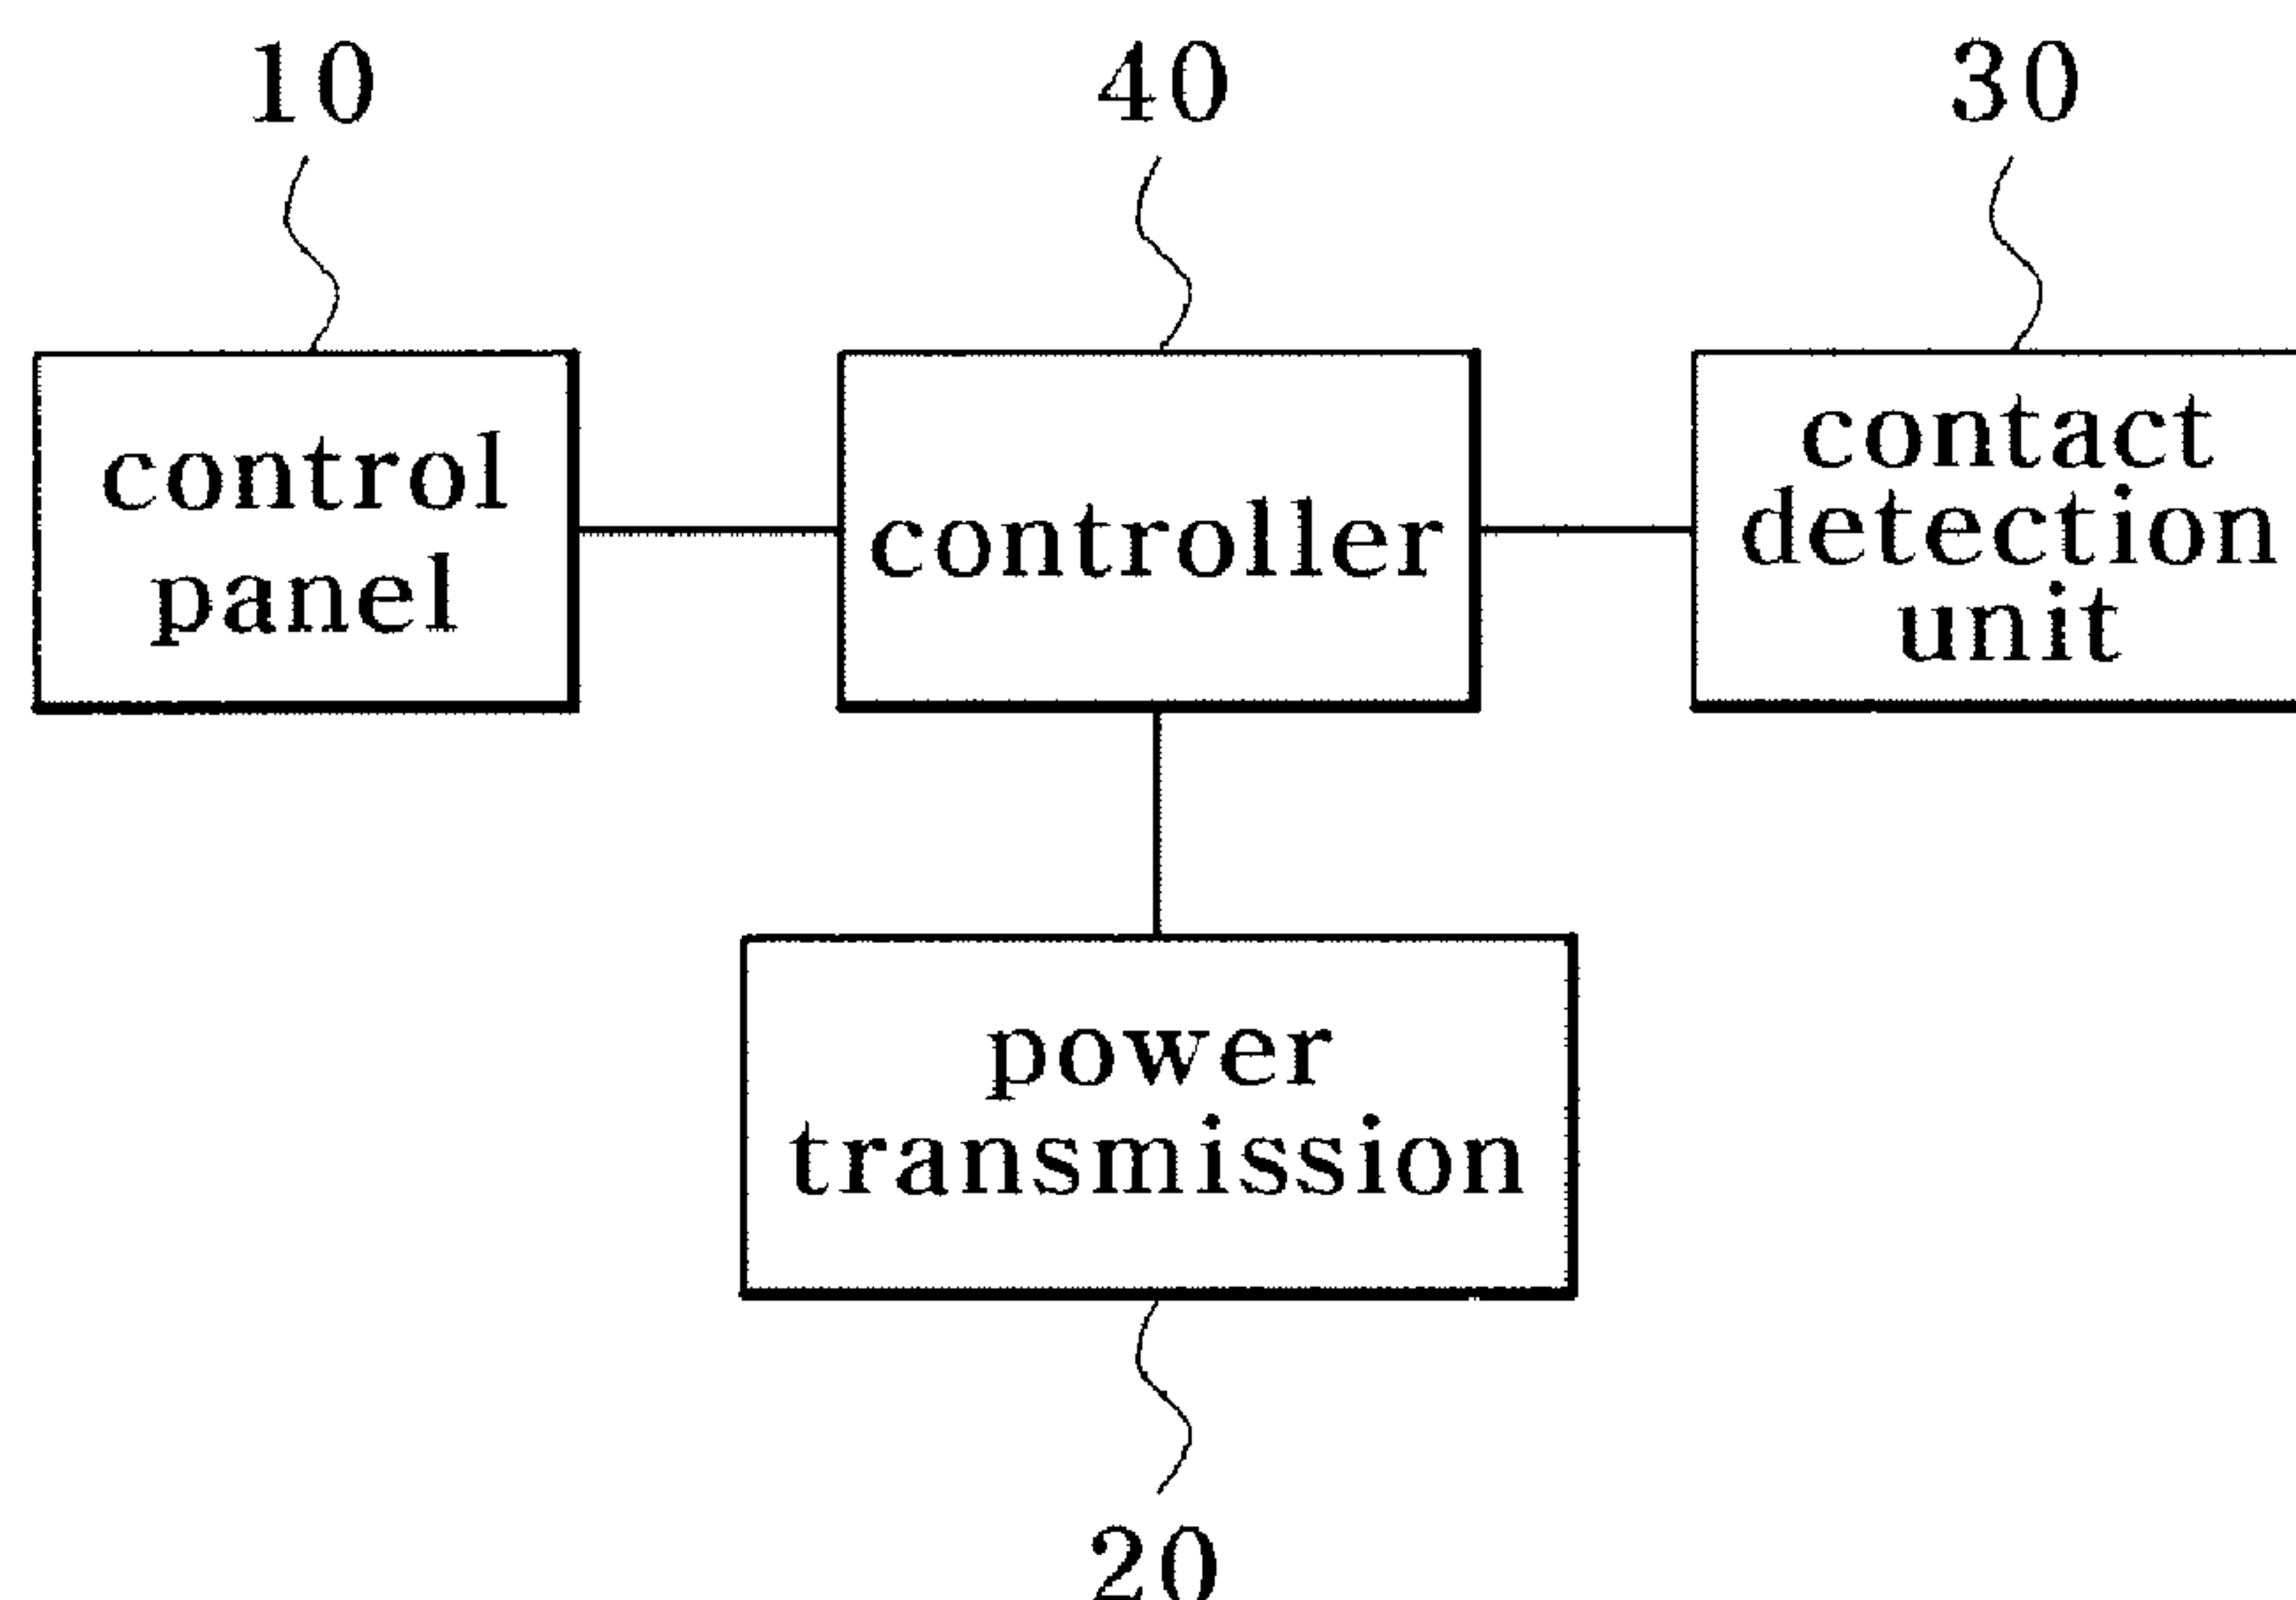 10
40
30
control
panel
controller
contact
detection
unit
power
transmission
20